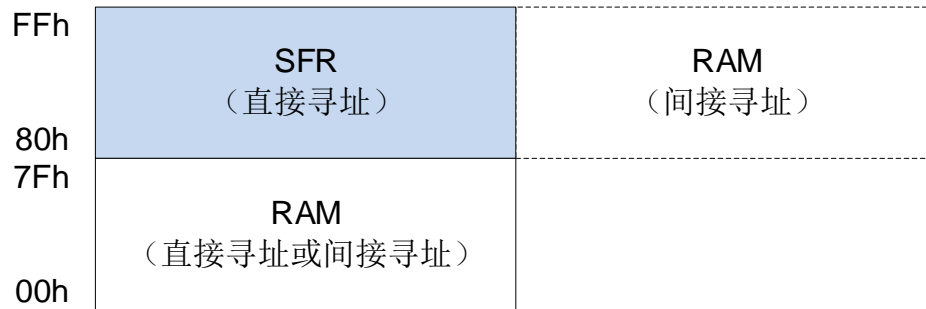 FFh
SFR
（直接寻址）
RAM
（间接寻址）
80h
7Fh
RAM
（直接寻址或间接寻址）
00h